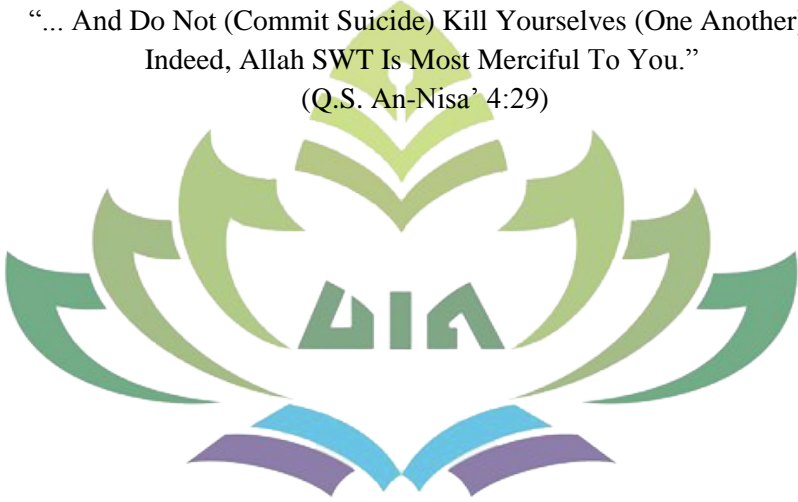 “... And Do Not (Commit Suicide) Kill Yourselves (One Another)
Indeed, Allah SWT Is Most Merciful To You.”
(Q.S. An-Nisa’ 4:29)
UIN